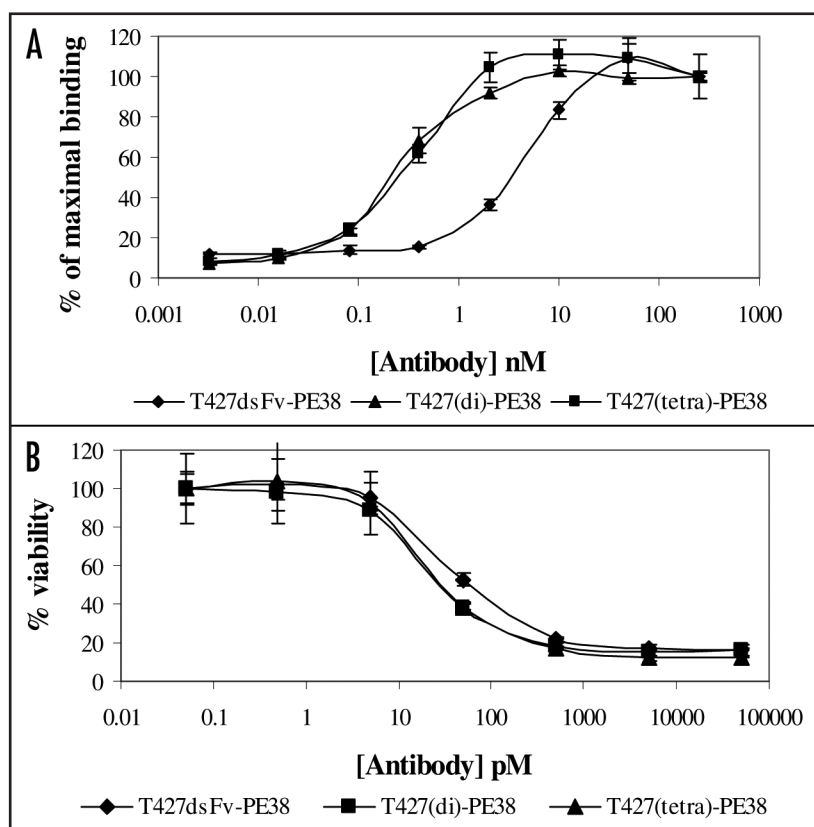 A
% of maximal binding
120
100
80
60
40
20
0
0.001 0.01 0.1 1 10 100 1000
[Antibody] nM
T427dsFv-PE38 T427(di)-PE38 T427(tetra)-PE38
B
% viability
120
100
80
60
40
20
0
0.01 0.1 1 10 100 1000 10000 100000
[Antibody] pM
T427dsFv-PE38 T427(di)-PE38 T427(tetra)-PE38